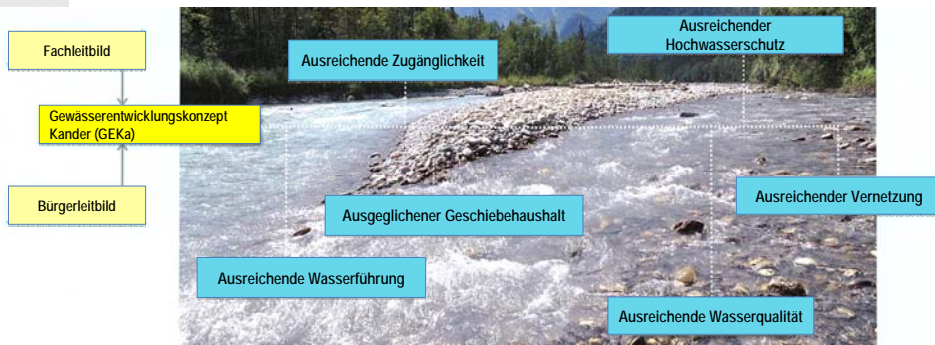 Fachleitbild
Gewässerentwicklungskonzept
Kander (GEKa)
Bürgerleitbild
Ausreichende Zugänglichkeit
Ausreichender
Hochwasserschutz
Ausgeglichener Geschiebehaushalt
Ausreichender Vernetzung
Ausreichende Wasserführung
Ausreichende Wasserqualität